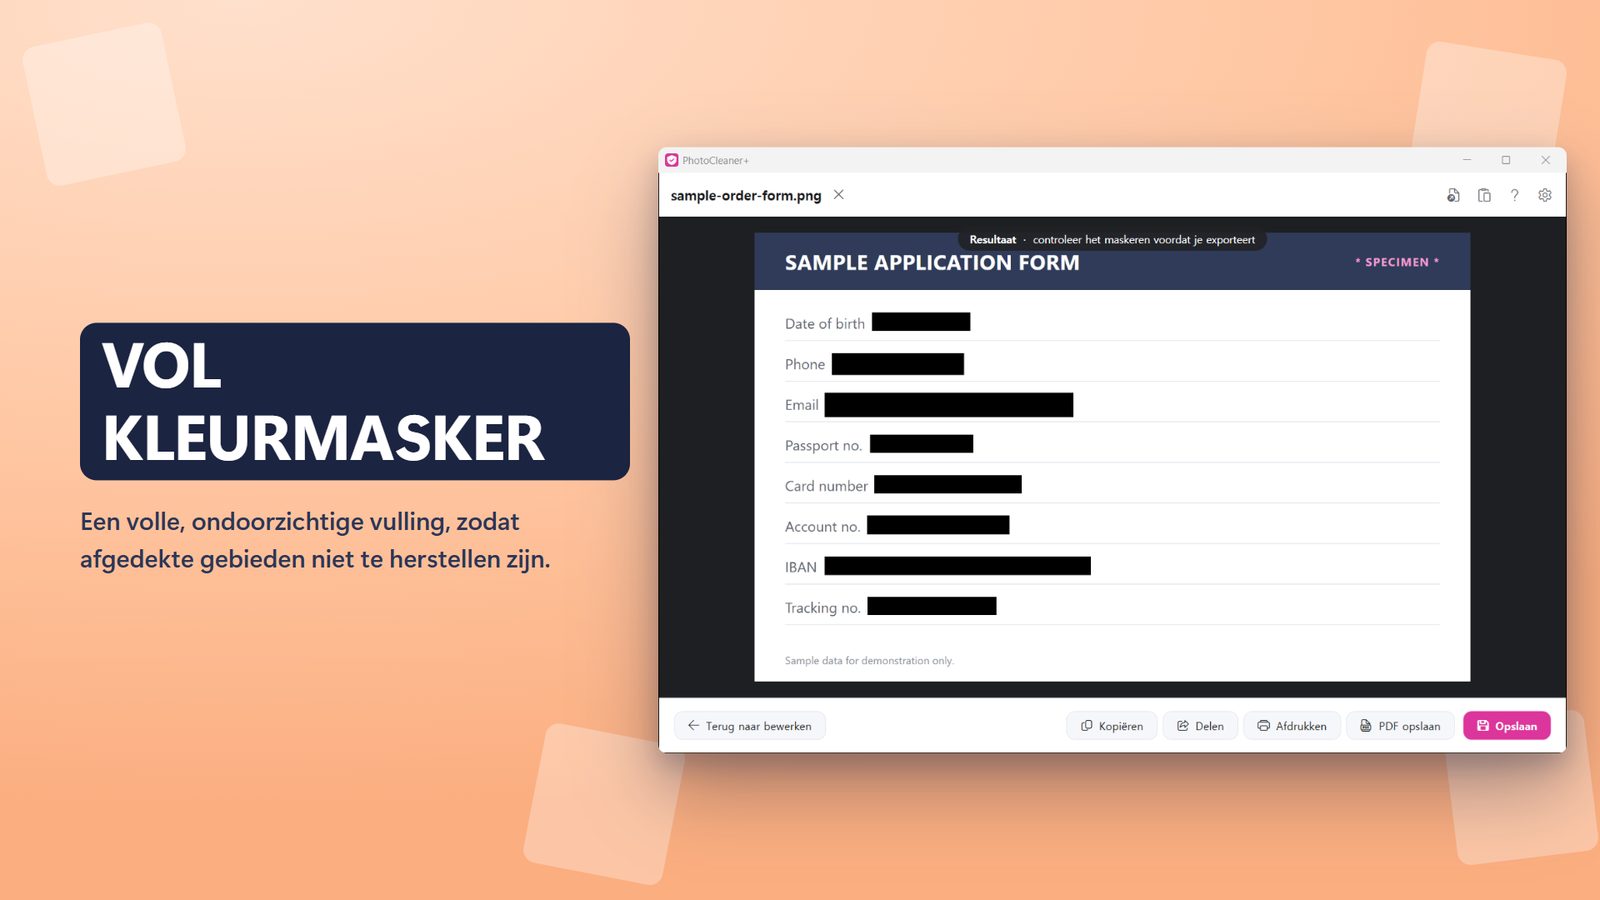 VOL
KLEURMASKER
Een volle, ondoorzichtige vulling, zodat
afgedekte gebieden niet te herstellen zijn.
PhotoCleaner+
sample-order-form.png
Resultaat · controleer het maskeren voordat je exporteert
SAMPLE APPLICATION FORM
* SPECIMEN *
Date of birth
Phone
Email
Passport no.
Card number
Account no.
IBAN
Tracking no.
Sample data for demonstration only.
Terug naar bewerken
Kopiëren
Delen
Afdrukken
PDF opslaan
Opslaan